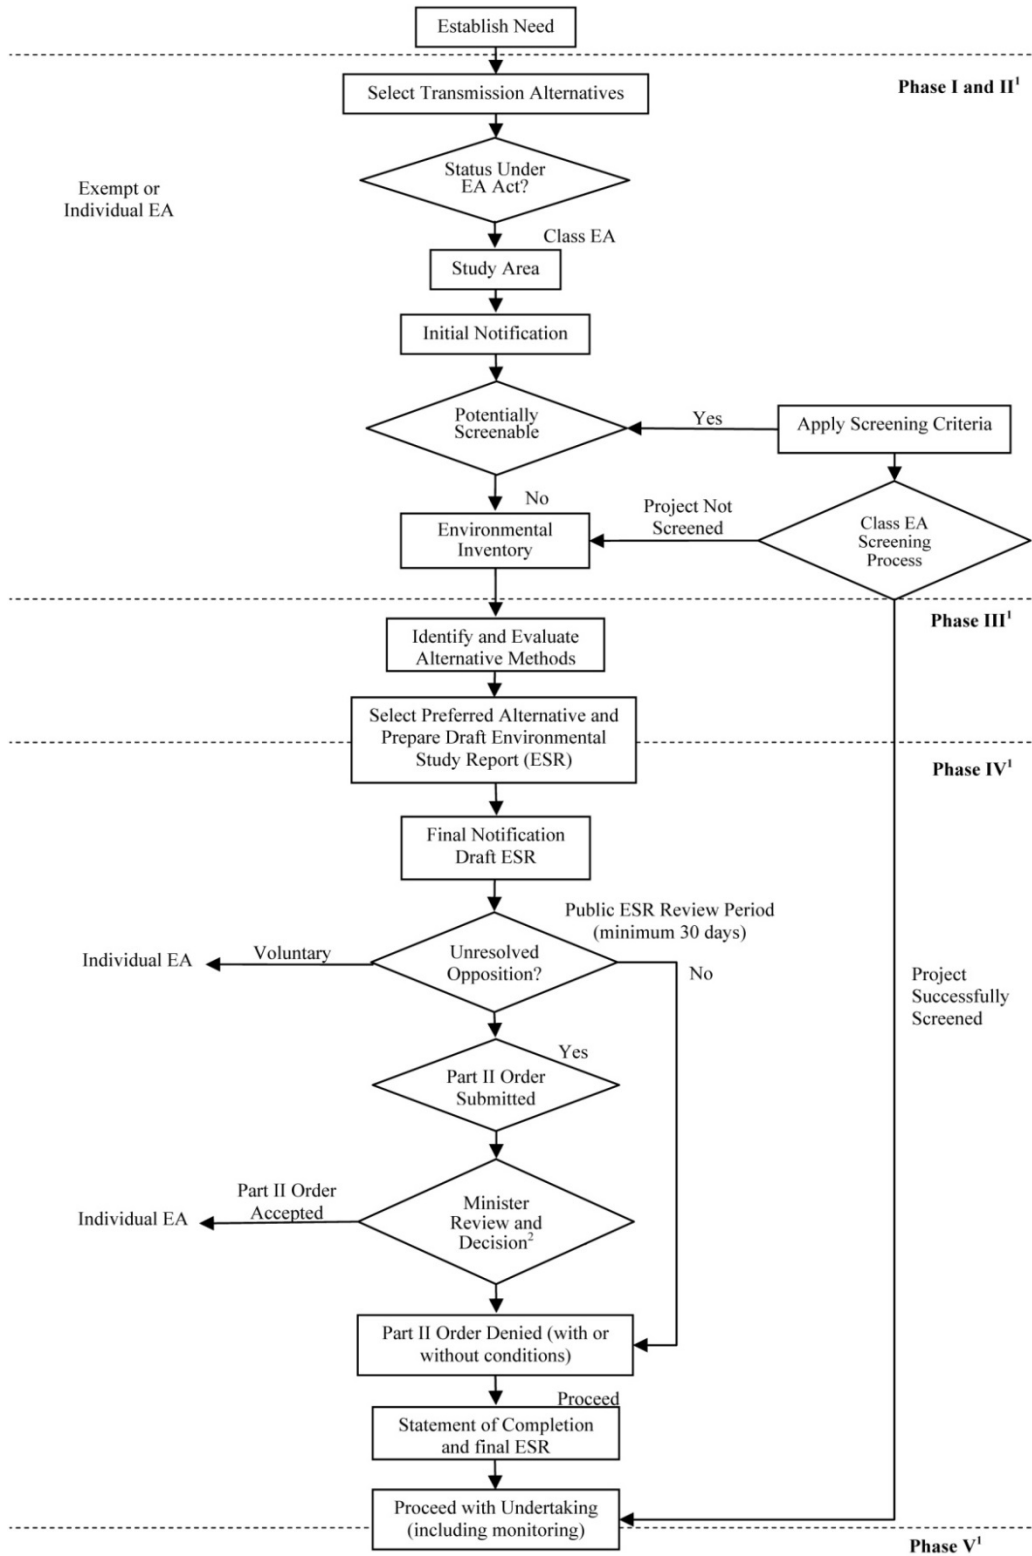 Establish Need
Phase I and II¹
Select Transmission Alternatives
Status Under
EA Act?
Exempt or
Individual EA
Class EA
Study Area
Initial Notification
Potentially
Screenable
Yes
Apply Screening Criteria
No
Project Not
Screened
Class EA
Screening
Process
Environmental
Inventory
Phase III¹
Identify and Evaluate
Alternative Methods
Select Preferred Alternative and
Prepare Draft Environmental
Study Report (ESR)
Phase IV¹
Final Notification
Draft ESR
Public ESR Review Period
(minimum 30 days)
Individual EA
Voluntary
Unresolved
Opposition?
No
Project
Successfully
Screened
Yes
Part II Order
Submitted
Individual EA
Part II Order
Accepted
Minister
Review and
Decision²
Part II Order Denied (with or
without conditions)
Proceed
Statement of Completion
and final ESR
Proceed with Undertaking
(including monitoring)
Phase V¹